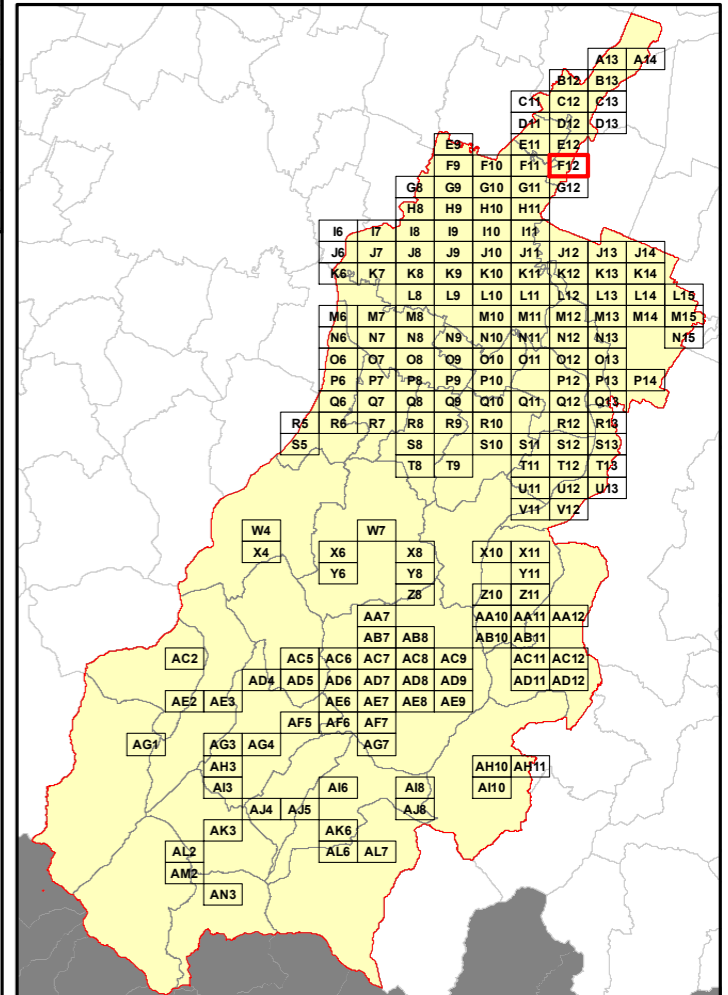 A13 A14
B12 B13
C11 C12 C13
D11 D12 D13
E9 E11 E12
F9 F10 F11 F12
G8 G9 G10 G11 G12
H8 H9 H10 H11
I6 I7 I8 I9 I10 I11
J6 J7 J8 J9 J10 J11 J12 J13 J14
K6 K7 K8 K9 K10 K11 K12 K13 K14
L8 L9 L10 L11 L12 L13 L14 L15
M6 M7 M8 M10 M11 M12 M13 M14 M15
N6 N7 N8 N9 N10 N11 N12 N13 N15
O6 O7 O8 O9 O10 O11 O12 O13
P6 P7 P8 P9 P10 P12 P13 P14
Q6 Q7 Q8 Q9 Q10 Q11 Q12 Q13
R5 R6 R7 R8 R9 R10 R12 R13
S5 S8 S10 S11 S12 S13
T8 T9 T11 T12 T13
U11 U12 U13
V11 V12
W4 W7
X4 X6 X8 X10 X11
Y6 Y8 Y11
Z8 Z10 Z11
AA7 AA10 AA11 AA12
AB7 AB8 AB10 AB11
AC2 AC5 AC6 AC7 AC8 AC9 AC11 AC12
AD4 AD5 AD6 AD7 AD8 AD9 AD11 AD12
AE2 AE3 AE6 AE7 AE8 AE9
AF5 AF6 AF7
AG1 AG3 AG4 AG7
AH3 AH10 AH11
AI3 AI6 AI8 AI10
AJ4 AJ5 AJ8
AK3 AK6
AL2 AL6 AL7
AM2
AN3